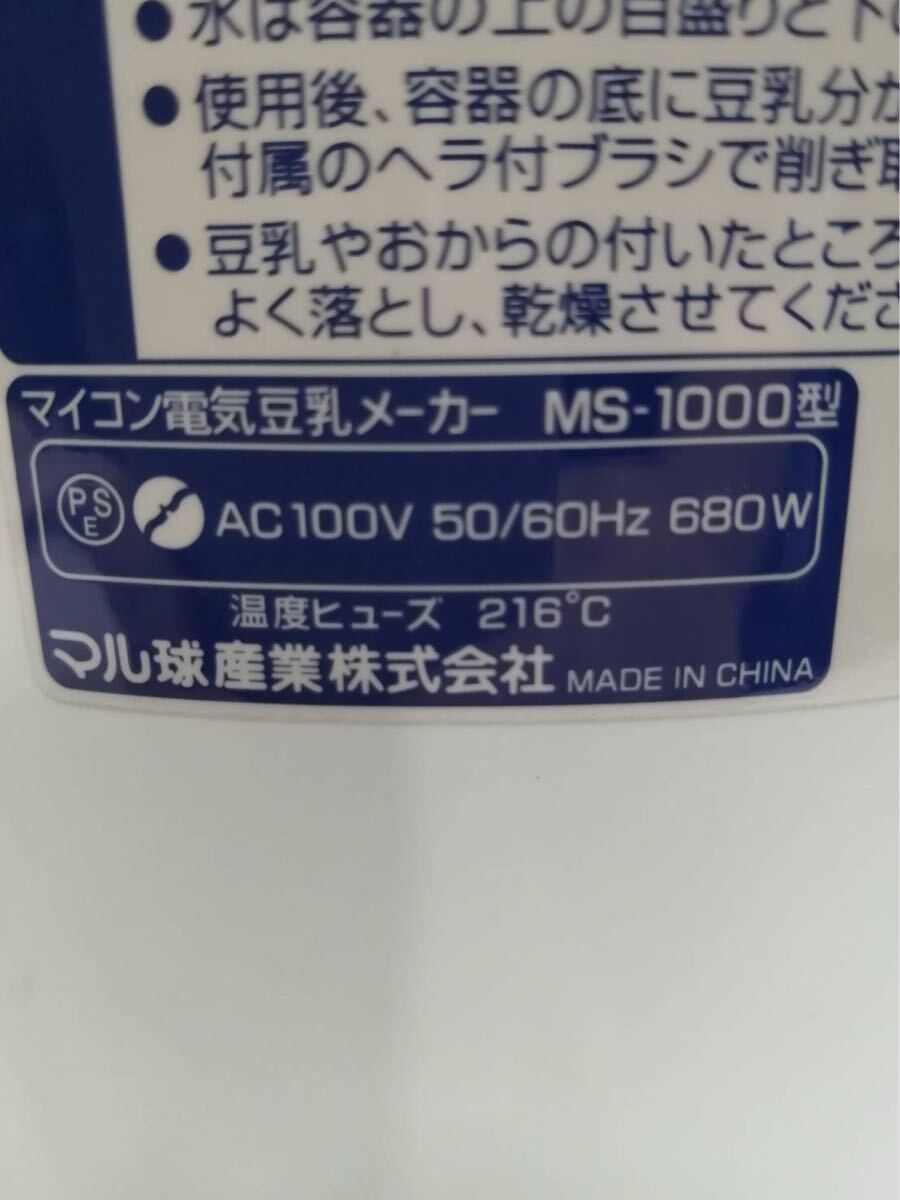 ●水は容器の上の目盛りと下の
●使用後、容器の底に豆乳分が
付属のヘラ付ブラシで削ぎ取
●豆乳やおからの付いたところ
よく落とし、乾燥させてくださ
マイコン電気豆乳メーカー MS-1000型
PSE AC100V 50/60Hz 680W
温度ヒューズ 216℃
マル球産業株式会社 MADE IN CHINA